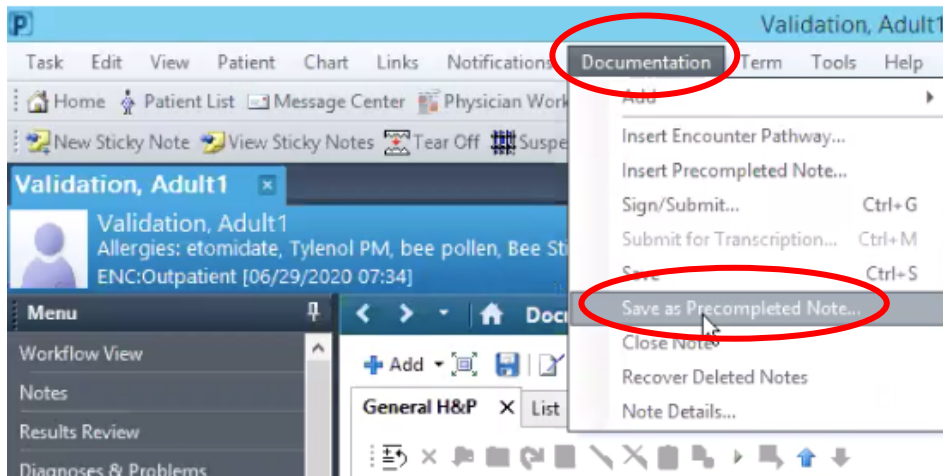 P Validation, Adult1
Task Edit View Patient Chart Links Notifications Documentation Term Tools Help
Home Patient List Message Center Physician Work
New Sticky Note View Sticky Notes Tear Off Suspe
Add
Insert Encounter Pathway...
Insert Precompleted Note...
Sign/Submit... Ctrl+G
Submit for Transcription... Ctrl+M
Save Ctrl+S
Save as Precompleted Note...
Close Note
Recover Deleted Notes
Note Details...
Validation, Adult1
Validation, Adult1
Allergies: etomidate, Tylenol PM, bee pollen, Bee Sti
ENC:Outpatient [06/29/2020 07:34]
Menu
Workflow View
Notes
Results Review
Diagnoses & Problems
Docu
Add
General H&P List